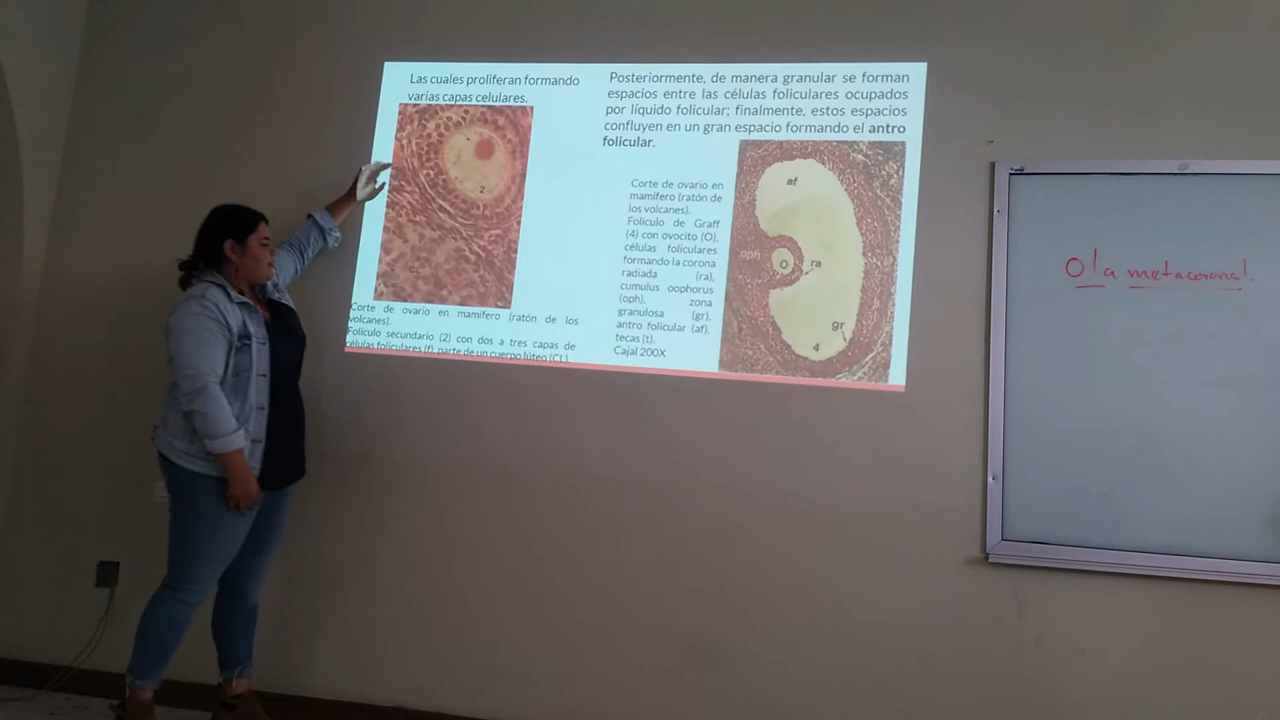 Las cuales proliferan formando
varias capas celulares.
2
CL
Corte de ovario en mamífero (ratón de los
volcanes).
Folículo secundario (2) con dos a tres capas de
células foliculares (f), parte de un cuerpo lúteo (CL).
Posteriormente, de manera granular se forman
espacios entre las células foliculares ocupados
por líquido folicular; finalmente, estos espacios
confluyen en un gran espacio formando el antro
folicular.
Corte de ovario en
mamífero (ratón de
los volcanes).
Folículo de Graff
(4) con ovocito (O),
células foliculares
formando la corona
radiada (ra),
cumulus oophorus
(oph), zona
granulosa (gr),
antro folicular (af),
tecas (t).
Cajal 200X
af
oph
O
ra
gr
4
Ola metacoronal.